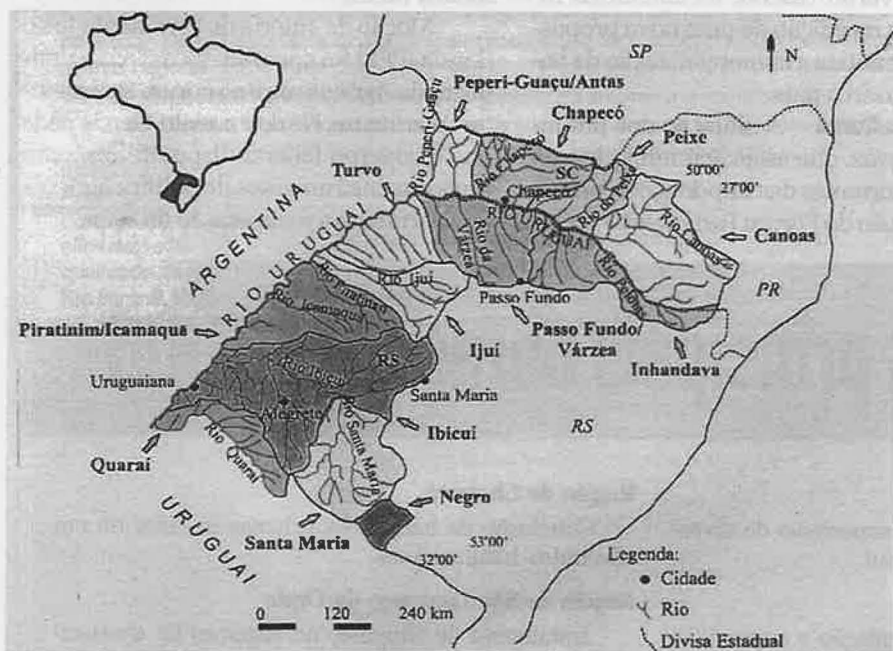 SP
N
Peperi-Guaçu/Antas
Chapecó
Peixe
50°00"
27'00"
Turvo
Rio Peperi-Guaçu
Rio Chapecó
SC
Chapecó
Rio do Peixe
RIO URUGUAI
Rio Canoas
Canoas
ARGENTINA
RIO URUGUAI
Rio da
Várzea
Rio Pelotas
PR
Rio Ijuí
Passo Fundo
Rio Piratinim
Rio Icamaqua
Piratinim/Icamaqua
Ijuí
Passo Fundo/
Várzea
Inhandava
Rio Ibicuí
RS
Uruguaiana
Santa Maria
Alegrete
Ibicuí
RS
Rio Santa Maria
Quaraí
Rio Quaraí
Negro
Santa Maria
URUGUAI
53°00"
32°00"
Legenda:
Cidade
Rio
Divisa Estadual
0 120 240 km